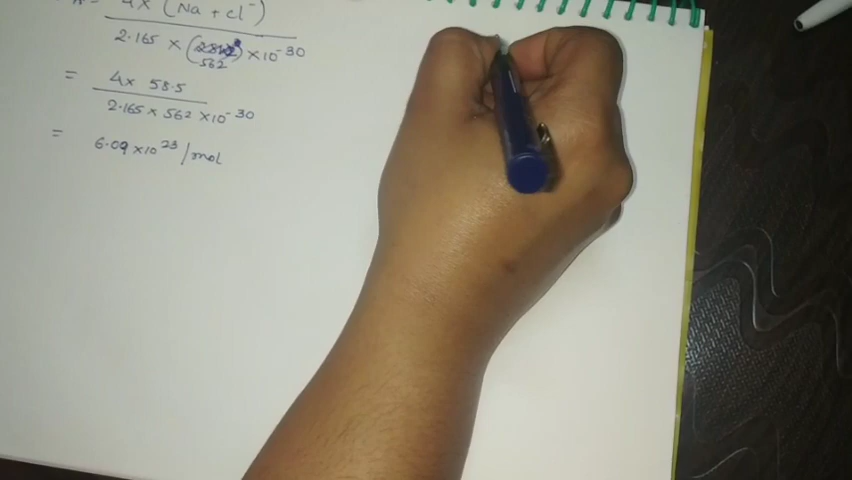 4 × (Na + Cl⁻)
2.165 × ( ) × 10⁻³⁰
562
= 4 × 58.5
2.165 × 562 × 10⁻³⁰
= 6.09 × 10²³ / mol